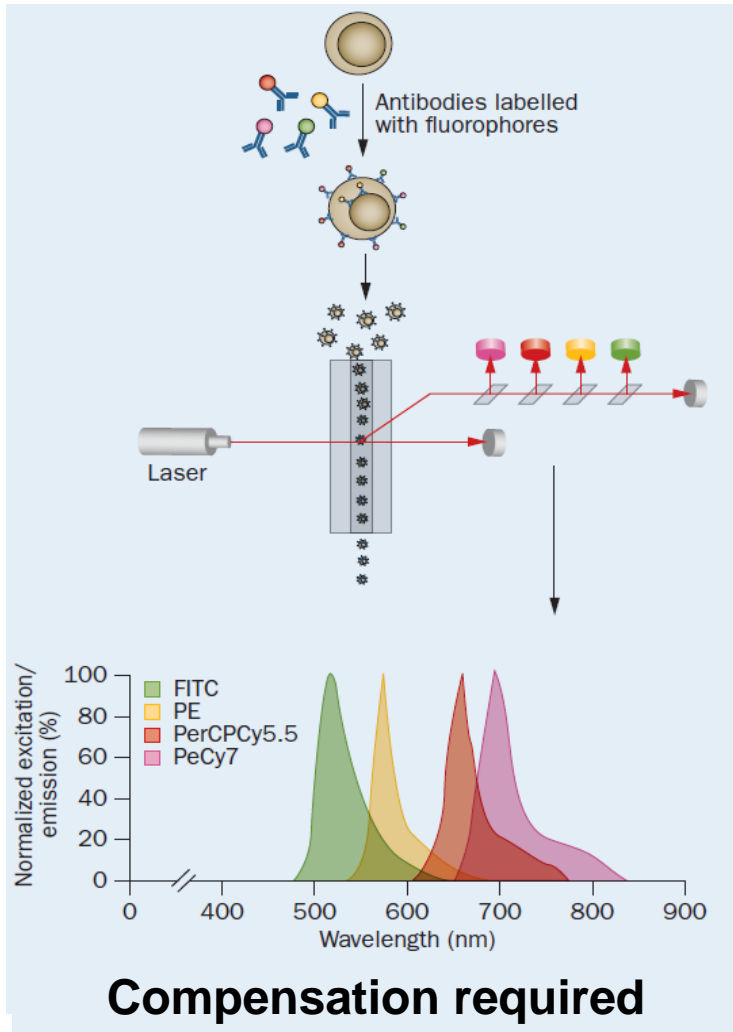 Antibodies labelled
with fluorophores
Laser
Normalized excitation/
emission (%)
100
80
60
40
20
0
FITC
PE
PerCPCy5.5
PeCy7
0 400 500 600 700 800 900
Wavelength (nm)
Compensation required